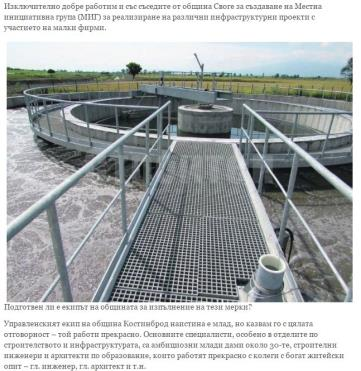 Изключително добре работим и със съседите от община Своге за създаване на Местна
инициативна група (МИГ) за реализиране на различни инфраструктурни проекти с
участието на малки фирми.
Подготвен ли е екипът на общината за изпълнение на тези мерки?
Управленският екип на община Костинброд наистина е млад, но казвам го с цялата
отговорност – той работи прекрасно. Основните специалисти, особено в отделите по
строителството и инфраструктурата, са амбициозни млади дами около 30-те, строителни
инженери и архитекти по образование, които работят прекрасно с колеги с богат житейски
опит – гл. инженер, гл. архитект и т.н.